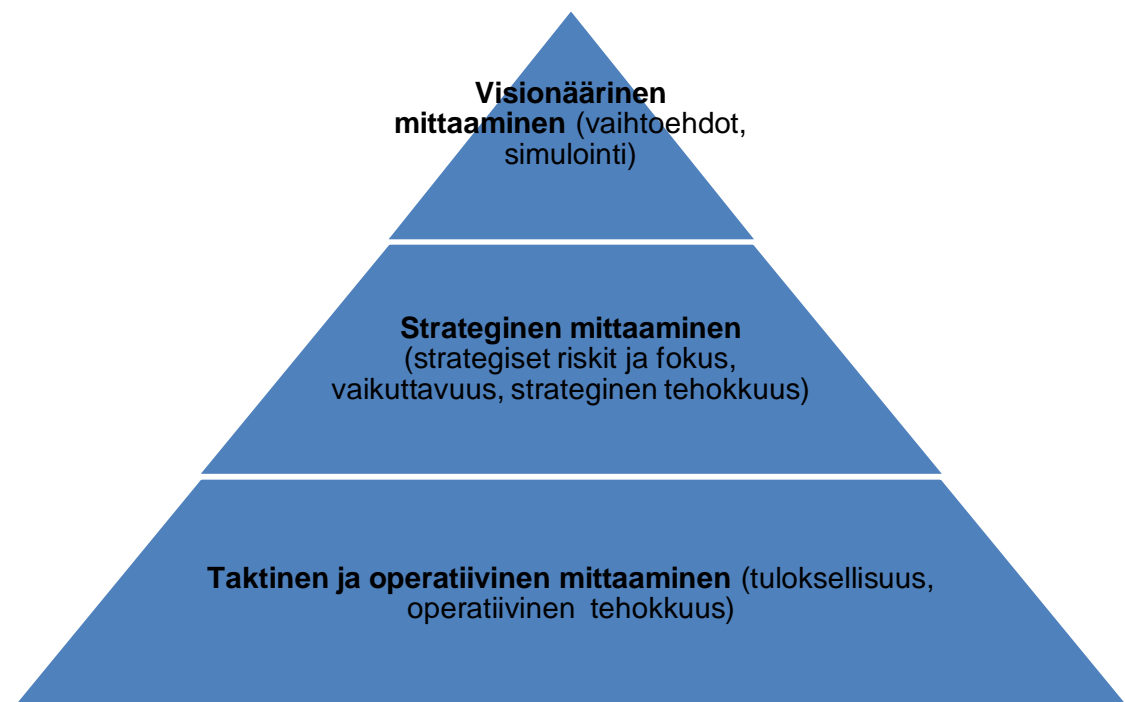 Visionäärinen
mittaaminen (vaihtoehdot,
simulointi)
Strateginen mittaaminen
(strategiset riskit ja fokus,
vaikuttavuus, strateginen tehokkuus)
Taktinen ja operatiivinen mittaaminen (tuloksellisuus,
operatiivinen  tehokkuus)